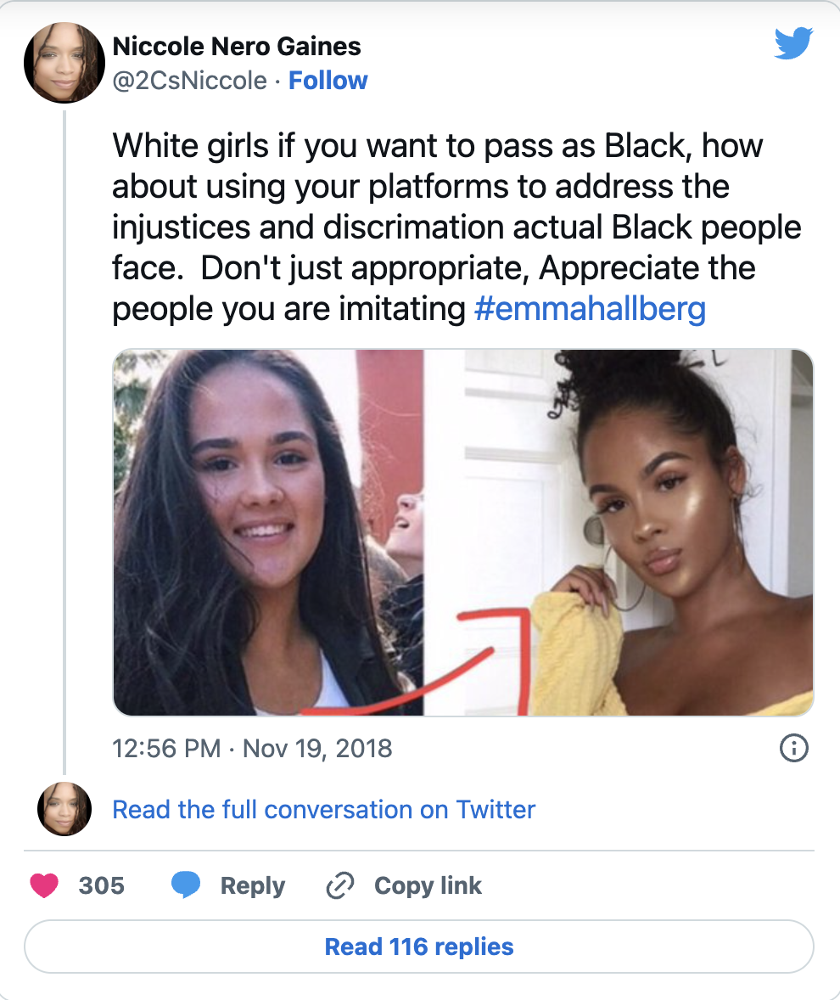 Niccole Nero Gaines
@2CsNiccole · Follow
White girls if you want to pass as Black, how
about using your platforms to address the
injustices and discrimation actual Black people
face.  Don't just appropriate, Appreciate the
people you are imitating #emmahallberg
12:56 PM · Nov 19, 2018
Read the full conversation on Twitter
305 Reply Copy link
Read 116 replies